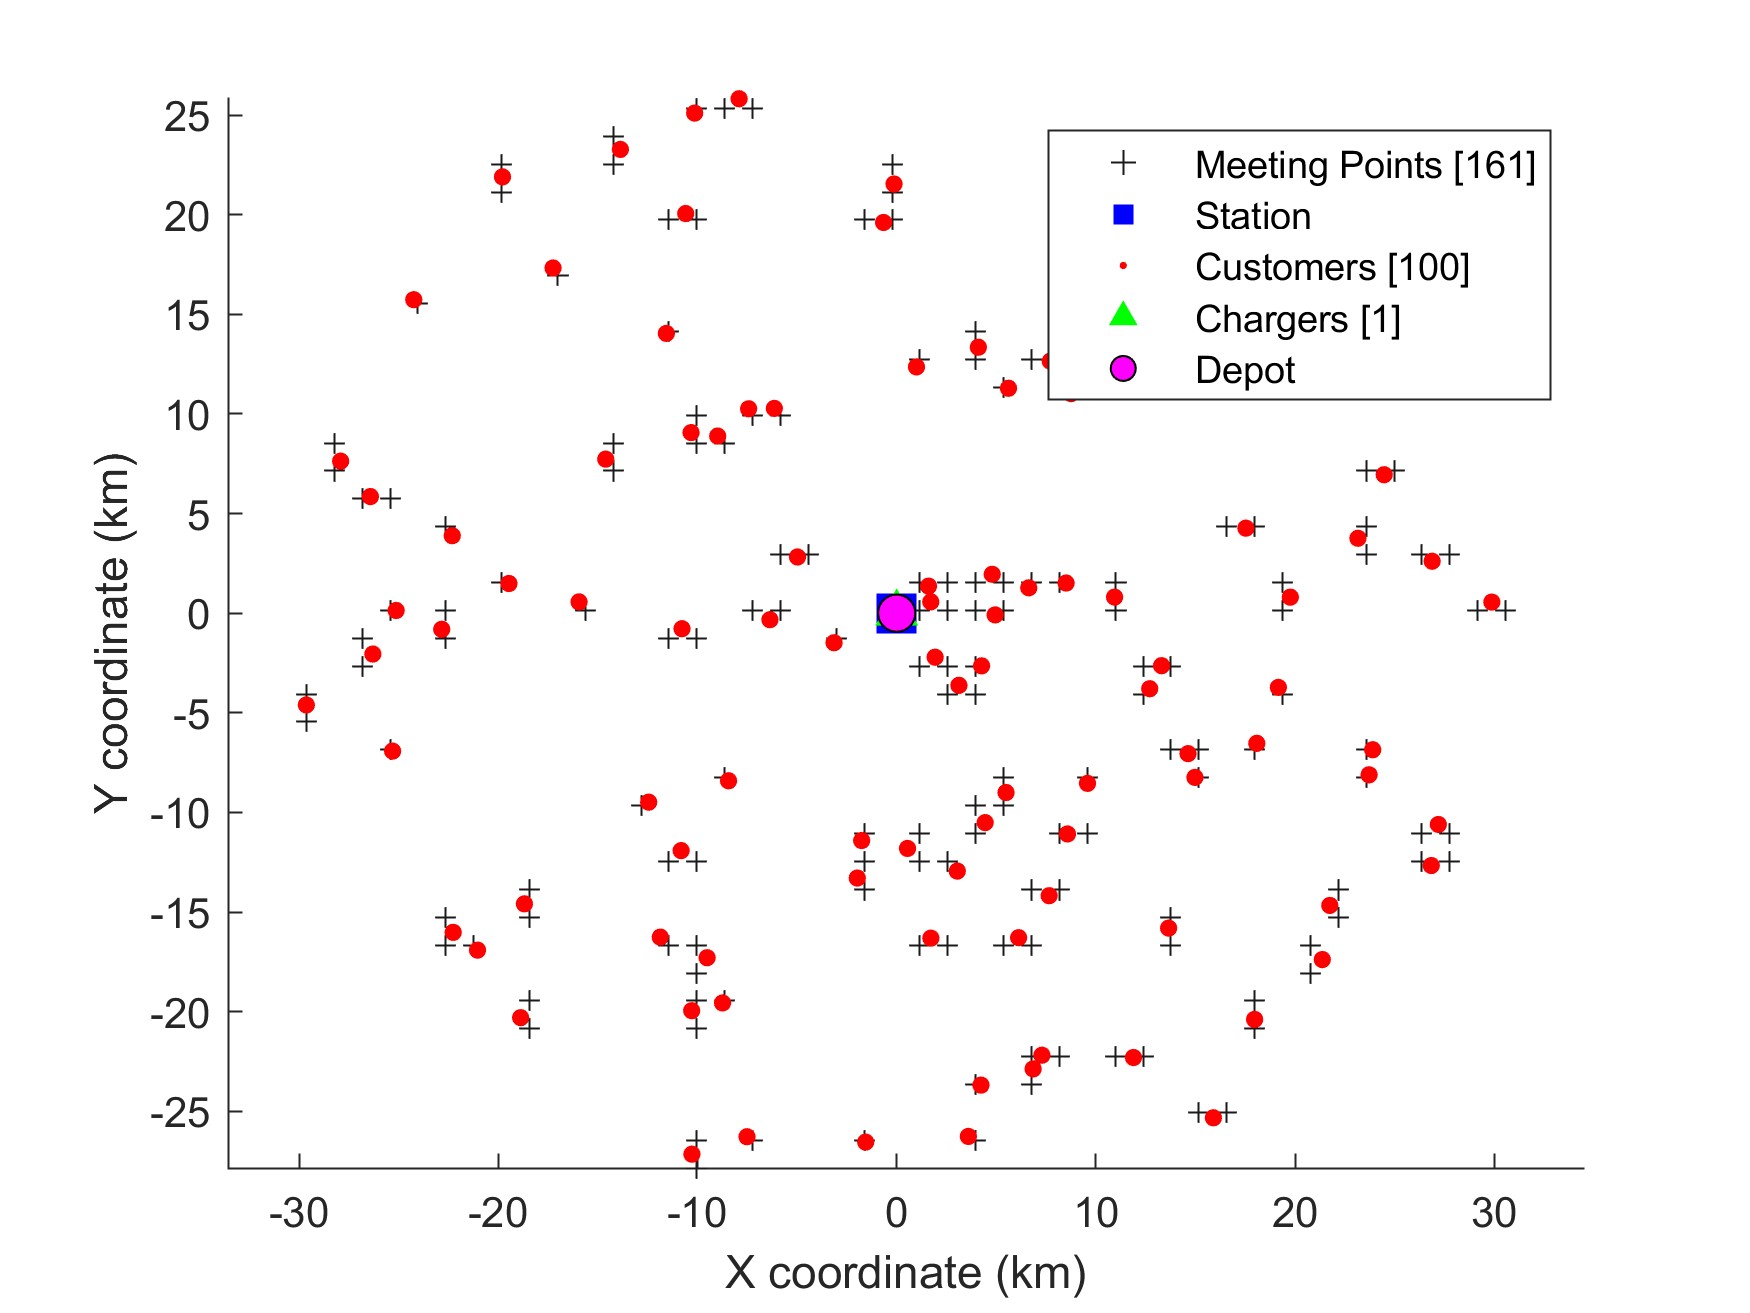 25
20
15
10
5
0
-5
-10
-15
-20
-25
-30
-20
-10
0
10
20
30
X coordinate (km)
Y coordinate (km)
Meeting Points [161]
Station
Customers [100]
Chargers [1]
Depot